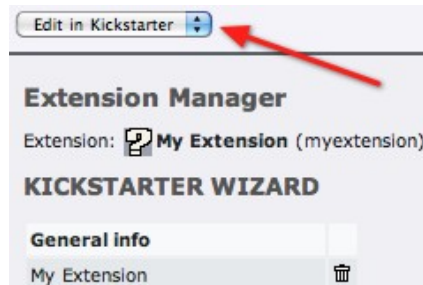 Edit in Kickstarter
Extension Manager
Extension: My Extension (myextension)
KICKSTARTER WIZARD
General info
My Extension